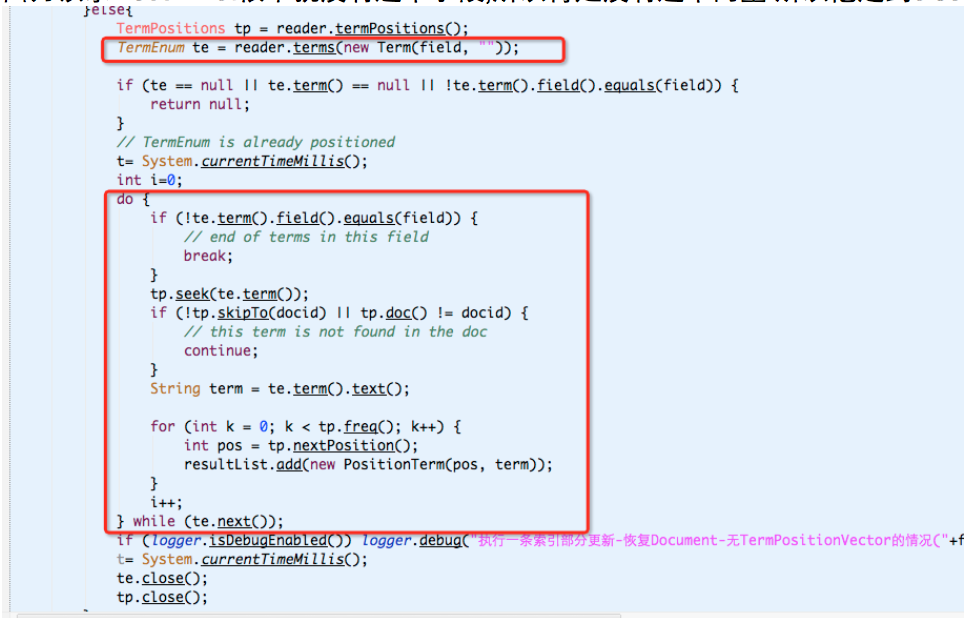 }else{
TermPositions tp = reader.termPositions();
TermEnum te = reader.terms(new Term(field, ""));
if (te == null || te.term() == null || !te.term().field().equals(field)) {
return null;
}
// TermEnum is already positioned
t= System.currentTimeMillis();
int i=0;
do {
if (!te.term().field().equals(field)) {
// end of terms in this field
break;
}
tp.seek(te.term());
if (!tp.skipTo(docid) || tp.doc() != docid) {
// this term is not found in the doc
continue;
}
String term = te.term().text();
for (int k = 0; k < tp.freq(); k++) {
int pos = tp.nextPosition();
resultList.add(new PositionTerm(pos, term));
}
i++;
} while (te.next());
if (logger.isDebugEnabled()) logger.debug("执行一条索引部分更新-恢复Document-无TermPositionVector的情况("+f
t= System.currentTimeMillis();
te.close();
tp.close();